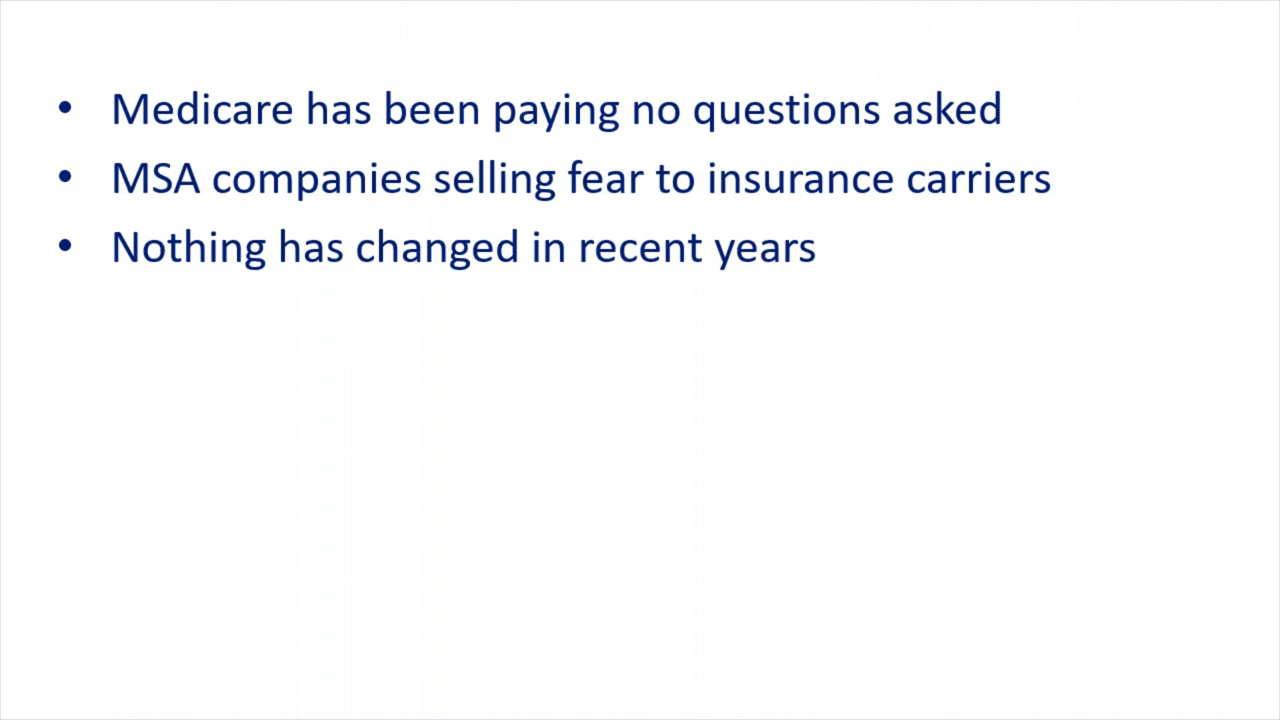 • Medicare has been paying no questions asked
• MSA companies selling fear to insurance carriers
• Nothing has changed in recent years